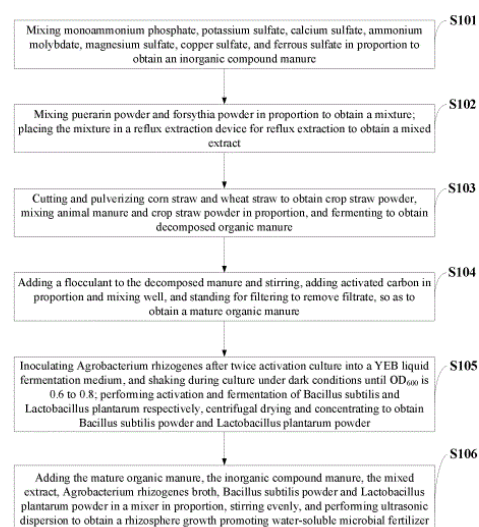 S101
Mixing monoammonium phosphate, potassium sulfate, calcium sulfate, ammonium
molybdate, magnesium sulfate, copper sulfate, and ferrous sulfate in proportion to
obtain an inorganic compound manure
S102
Mixing puerarin powder and forsythia powder in proportion to obtain a mixture;
placing the mixture in a reflux extraction device for reflux extraction to obtain a mixed
extract
S103
Cutting and pulverizing corn straw and wheat straw to obtain crop straw powder,
mixing animal manure and crop straw powder in proportion, and fermenting to obtain
decomposed organic manure
S104
Adding a flocculant to the decomposed manure and stirring, adding activated carbon in
proportion and mixing well, and standing for filtering to remove filtrate, so as to
obtain a mature organic manure
S105
Inoculating Agrobacterium rhizogenes after twice activation culture into a YEB liquid
fermentation medium, and shaking during culture under dark conditions until OD₆₀₀ is
0.6 to 0.8; performing activation and fermentation of Bacillus subtilis and
Lactobacillus plantarum respectively, centrifugal drying and concentrating to obtain
Bacillus subtilis powder and Lactobacillus plantarum powder
S106
Adding the mature organic manure, the inorganic compound manure, the mixed
extract, Agrobacterium rhizogenes broth, Bacillus subtilis powder and Lactobacillus
plantarum powder in a mixer in proportion, stirring evenly, and performing ultrasonic
dispersion to obtain a rhizosphere growth promoting water-soluble microbial fertilizer